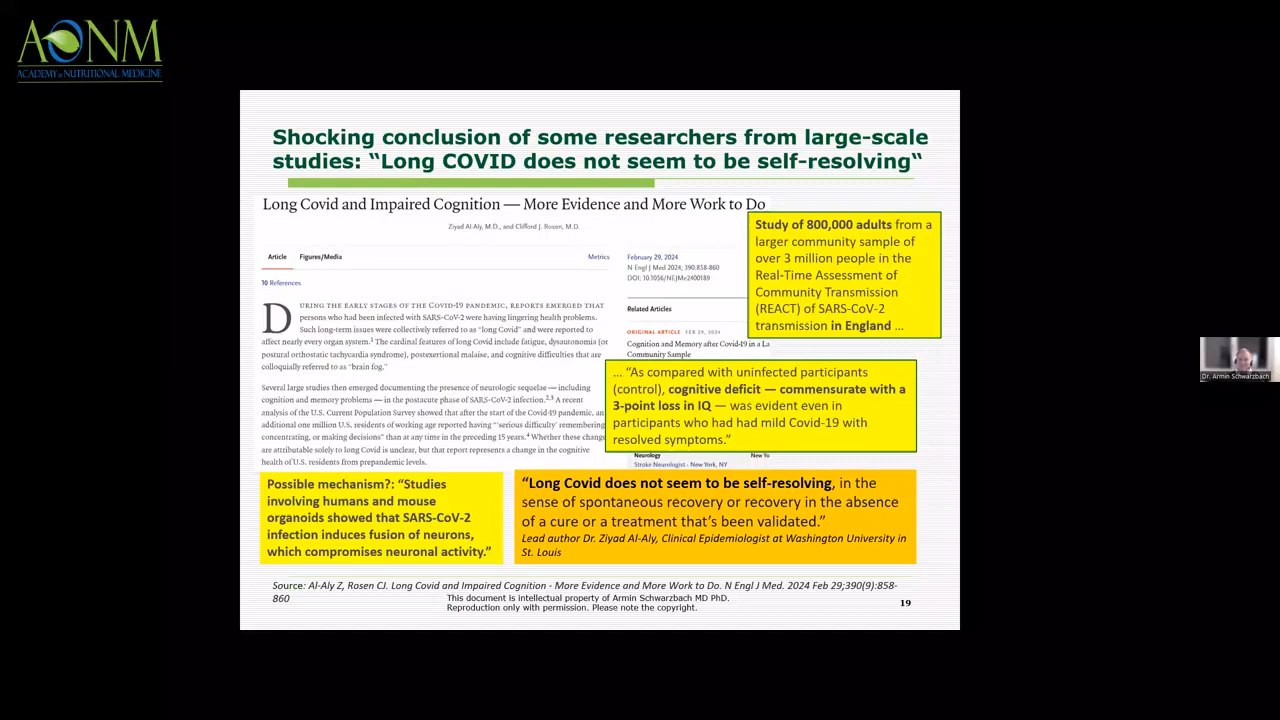 AONM
ACADEMY of NUTRITIONAL MEDICINE
Shocking conclusion of some researchers from large-scale
studies: “Long COVID does not seem to be self-resolving“
Long Covid and Impaired Cognition — More Evidence and More Work to Do
Ziyad Al-Aly, M.D., and Clifford J. Rosen, M.D.
Article Figures/Media Metrics
10 References
DURING THE EARLY STAGES OF THE COVID-19 PANDEMIC, REPORTS EMERGED THAT
persons who had been infected with SARS-CoV-2 were having lingering health problems.
Such long-term issues were collectively referred to as “long Covid” and were reported to
affect nearly every organ system.1 The cardinal features of long Covid include fatigue, dysautonomia (or
postural orthostatic tachycardia syndrome), postexertional malaise, and cognitive difficulties that are
colloquially referred to as “brain fog.”
Several large studies then emerged documenting the presence of neurologic sequelae — including
cognition and memory problems — in the postacute phase of SARS-CoV-2 infection.2,3 A recent
analysis of the U.S. Current Population Survey showed that after the start of the Covid-19 pandemic, an
additional one million U.S. residents of working age reported having “‘serious difficulty’ remembering
concentrating, or making decisions” than at any time in the preceding 15 years.4 Whether these change
are attributable solely to long Covid is unclear, but that report represents a change in the cognitive
health of U.S. residents from prepandemic levels.
February 29, 2024
N Engl J Med 2024; 390:858-860
DOI: 10.1056/NEJMe2400189
Related Articles
ORIGINAL ARTICLE FEB 29, 2024
Cognition and Memory after Covid-19 in a La
Community Sample
Study of 800,000 adults from a
larger community sample of
over 3 million people in the
Real-Time Assessment of
Community Transmission
(REACT) of SARS-CoV-2
transmission in England ...
... “As compared with uninfected participants
(control), cognitive deficit — commensurate with a
3-point loss in IQ — was evident even in
participants who had had mild Covid-19 with
resolved symptoms.”
Neurology New Yo
Stroke Neurologist - New York, NY
Possible mechanism?: “Studies
involving humans and mouse
organoids showed that SARS-CoV-2
infection induces fusion of neurons,
which compromises neuronal activity.”
“Long Covid does not seem to be self-resolving, in the
sense of spontaneous recovery or recovery in the absence
of a cure or a treatment that’s been validated.”
Lead author Dr. Ziyad Al-Aly, Clinical Epidemiologist at Washington University in
St. Louis
Source: Al-Aly Z, Rosen CJ. Long Covid and Impaired Cognition - More Evidence and More Work to Do. N Engl J Med. 2024 Feb 29;390(9):858-
860
This document is intellectual property of Armin Schwarzbach MD PhD.
Reproduction only with permission. Please note the copyright.
19
Dr. Armin Schwarzbach